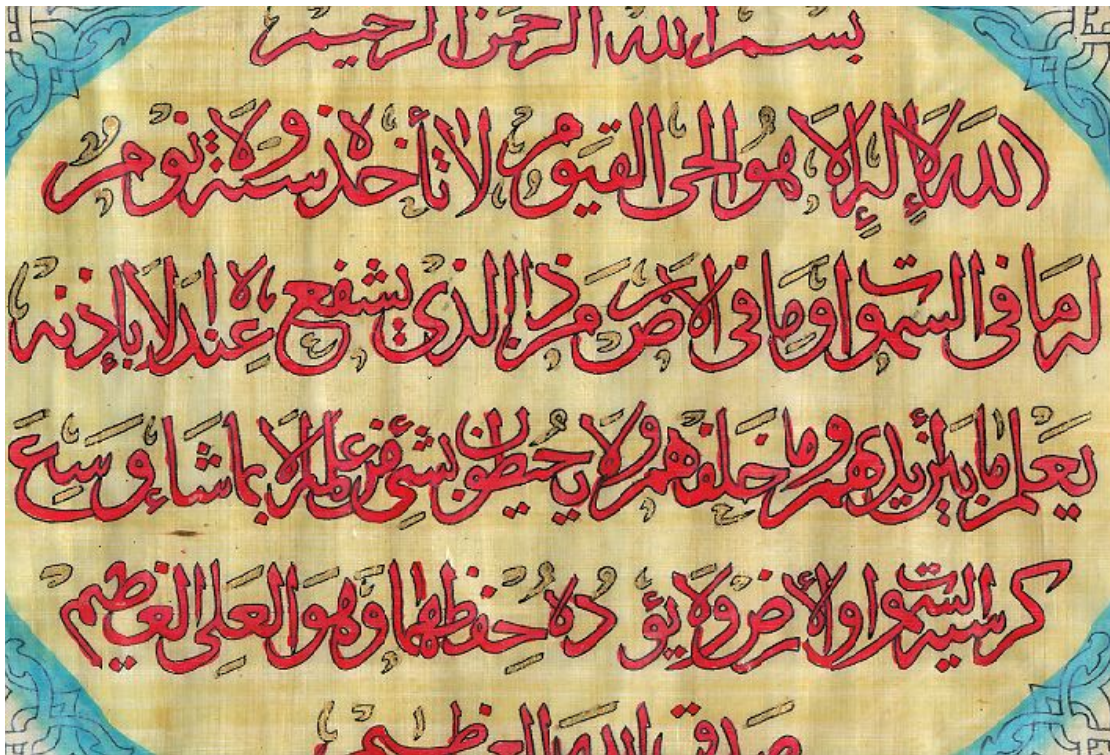 بسم الله الرحمن الرحيم
الله لا إله إلا هو الحي القيوم لا تأخذه سنة ولا نوم
له ما في السموات وما في الارض من ذا الذي يشفع عنده إلا بإذنه
يعلم ما بين أيديهم وما خلفهم ولا يحيطون بشئ من علمه إلا بما شاء وسع
كرسيه السموات والأرض ولا يؤده حفظهما وهو العلي العظيم
صدق الله العظيم